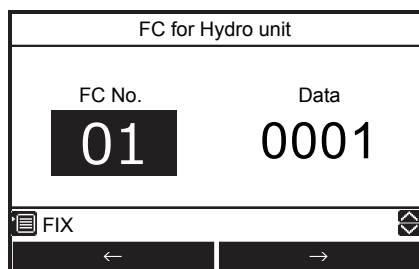 FC for Hydro unit
FC No. Data
01 0001
FIX
← →